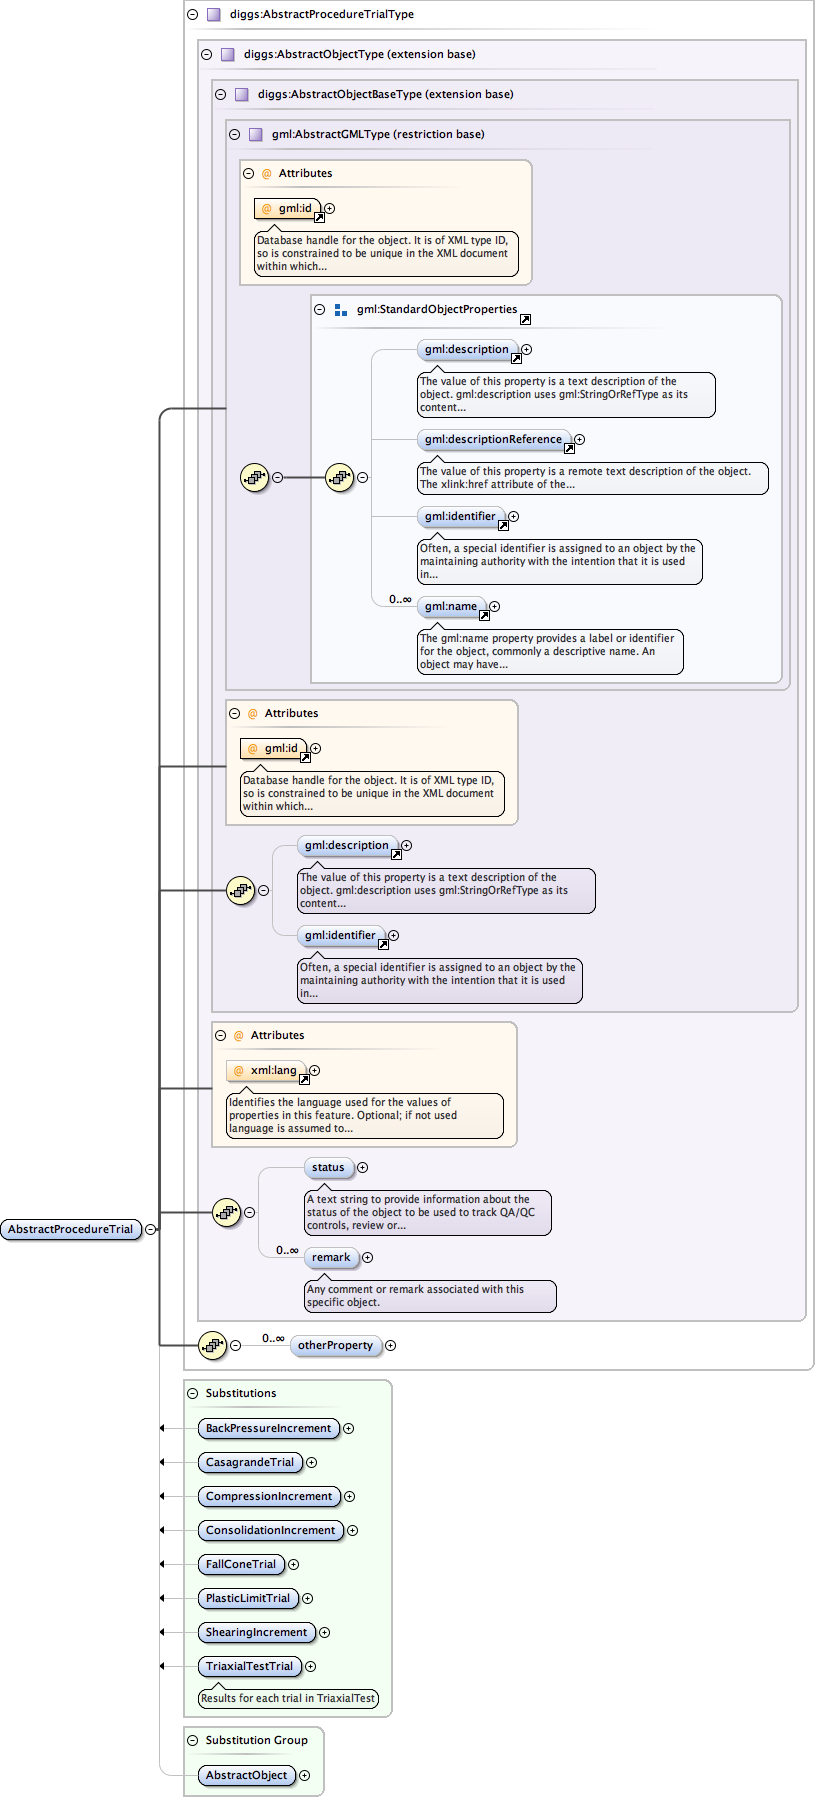 diggs:AbstractProcedureTrialType
diggs:AbstractObjectType (extension base)
diggs:AbstractObjectBaseType (extension base)
gml:AbstractGMLType (restriction base)
@ Attributes
@ gml:id
Database handle for the object. It is of XML type ID,
so is constrained to be unique in the XML document
within which...
gml:StandardObjectProperties
gml:description
The value of this property is a text description of the
object. gml:description uses gml:StringOrRefType as its
content...
gml:descriptionReference
The value of this property is a remote text description of the object.
The xlink:href attribute of the...
gml:identifier
Often, a special identifier is assigned to an object by the
maintaining authority with the intention that it is used
in...
0..∞ gml:name
The gml:name property provides a label or identifier
for the object, commonly a descriptive name. An
object may have...
@ Attributes
@ gml:id
Database handle for the object. It is of XML type ID,
so is constrained to be unique in the XML document
within which...
gml:description
The value of this property is a text description of the
object. gml:description uses gml:StringOrRefType as its
content...
gml:identifier
Often, a special identifier is assigned to an object by the
maintaining authority with the intention that it is used
in...
@ Attributes
@ xml:lang
Identifies the language used for the values of
properties in this feature. Optional; if not used
language is assumed to...
status
A text string to provide information about the
status of the object to be used to track QA/QC
controls, review or...
AbstractProcedureTrial
0..∞ remark
Any comment or remark associated with this
specific object.
0..∞ otherProperty
Substitutions
BackPressureIncrement
CasagrandeTrial
CompressionIncrement
ConsolidationIncrement
FallConeTrial
PlasticLimitTrial
ShearingIncrement
TriaxialTestTrial
Results for each trial in TriaxialTest
Substitution Group
AbstractObject